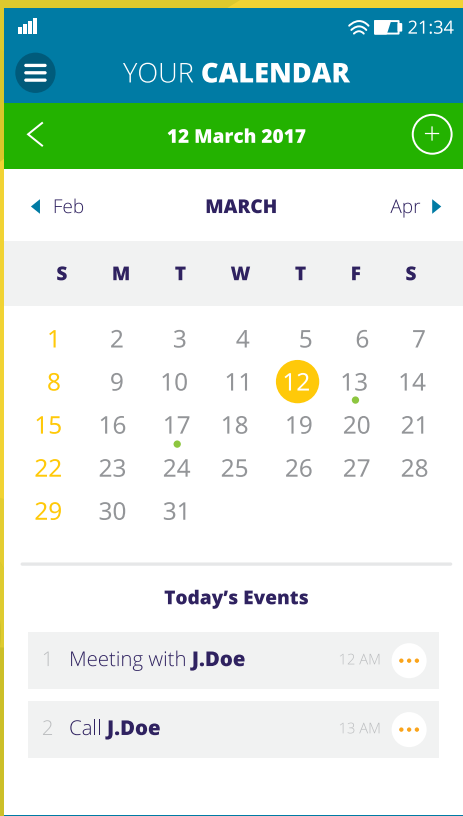 21:34
YOUR CALENDAR
12 March 2017
Feb MARCH Apr
S M T W T F S
1 2 3 4 5 6 7
8 9 10 11 12 13 14
15 16 17 18 19 20 21
22 23 24 25 26 27 28
29 30 31
Today's Events
1 Meeting with J.Doe 12 AM
2 Call J.Doe 13 AM